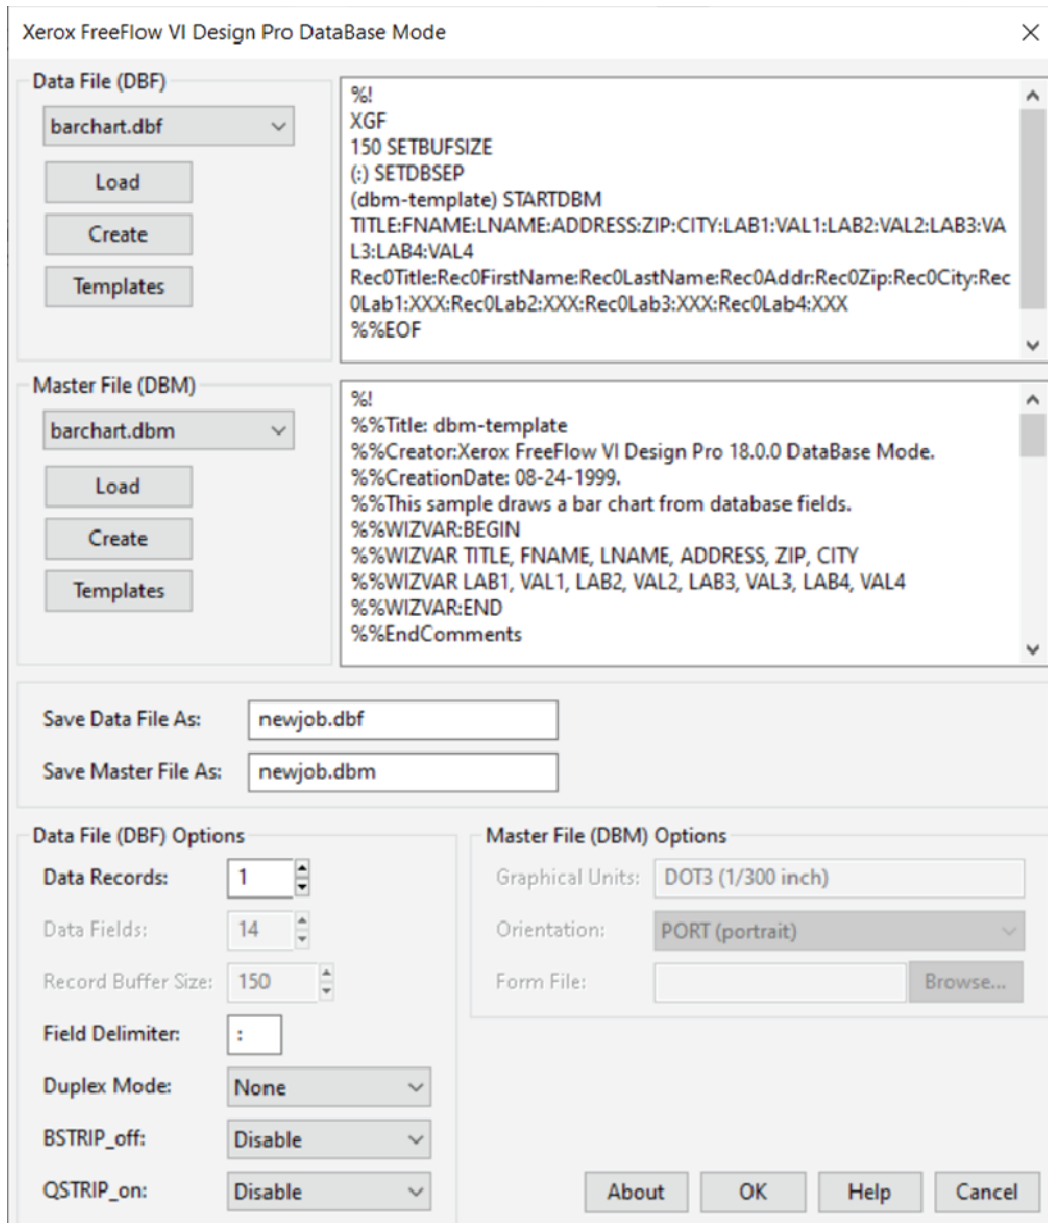 Xerox FreeFlow VI Design Pro DataBase Mode
Data File (DBF)
barchart.dbf
Load
Create
Templates
%!
XGF
150 SETBUFSIZE
(:) SETDBSEP
(dbm-template) STARTDBM
TITLE:FNAME:LNAME:ADDRESS:ZIP:CITY:LAB1:VAL1:LAB2:VAL2:LAB3:VA
L3:LAB4:VAL4
Rec0Title:Rec0FirstName:Rec0LastName:Rec0Addr:Rec0Zip:Rec0City:Rec
0Lab1:XXX:Rec0Lab2:XXX:Rec0Lab3:XXX:Rec0Lab4:XXX
%%EOF
Master File (DBM)
barchart.dbm
Load
Create
Templates
%!
%%Title: dbm-template
%%Creator:Xerox FreeFlow VI Design Pro 18.0.0 DataBase Mode.
%%CreationDate: 08-24-1999.
%%This sample draws a bar chart from database fields.
%%WIZVAR:BEGIN
%%WIZVAR TITLE, FNAME, LNAME, ADDRESS, ZIP, CITY
%%WIZVAR LAB1, VAL1, LAB2, VAL2, LAB3, VAL3, LAB4, VAL4
%%WIZVAR:END
%%EndComments
Save Data File As: newjob.dbf
Save Master File As: newjob.dbm
Data File (DBF) Options
Data Records: 1
Data Fields: 14
Record Buffer Size: 150
Field Delimiter: :
Duplex Mode: None
BSTRIP_off: Disable
QSTRIP_on: Disable
Master File (DBM) Options
Graphical Units: DOT3 (1/300 inch)
Orientation: PORT (portrait)
Form File: Browse...
About OK Help Cancel